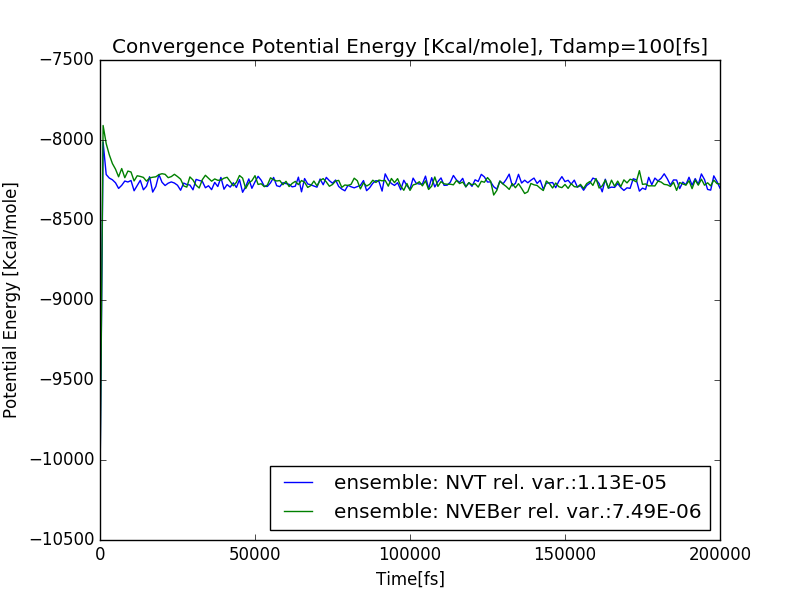 Convergence Potential Energy [Kcal/mole], Tdamp=100[fs]
−7500
−8000
−8500
−9000
−9500
−10000
−10500
Potential Energy [Kcal/mole]
ensemble: NVT rel. var.:1.13E-05
ensemble: NVEBer rel. var.:7.49E-06
0 50000 100000 150000 200000
Time[fs]